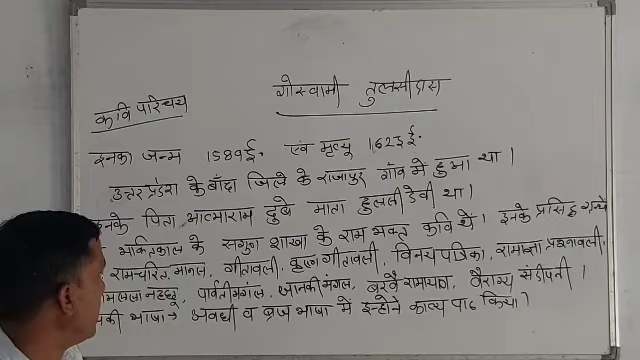 गोस्वामी तुलसीदास
कवि परिचय
इनका जन्म 1589ई. एवं मृत्यू 1623ई.
उत्तर प्रदेश के बाँदा जिले के राजापुर गाँव में हुआ था।
इनके पिता आत्माराम दुबे माता हुलसी देवी था।
भक्तिकाल के सगुण शाखा के राम भक्त कवि थें। इनके प्रसिद्ध ग्रन्थ
रामचरित मानस, गीतावली, कृष्ण गीतावली, विनय पत्रिका, रामाज्ञा प्रश्नावली,
नहछू, पार्वती मंगल, जानकी मंगल, बरवै रामायण, वैराग्य संदीपनी।
भाषा → अवधी व ब्रज भाषा में इन्होंने काव्य पाठ किया।